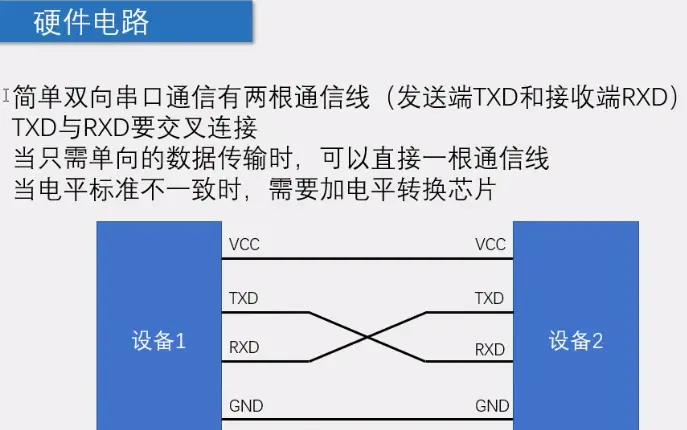 硬件电路
简单双向串口通信有两根通信线（发送端TXD和接收端RXD）
TXD与RXD要交叉连接
当只需单向的数据传输时，可以直接一根通信线
当电平标准不一致时，需要加电平转换芯片
VCC VCC
TXD TXD
设备1 设备2
RXD RXD
GND GND